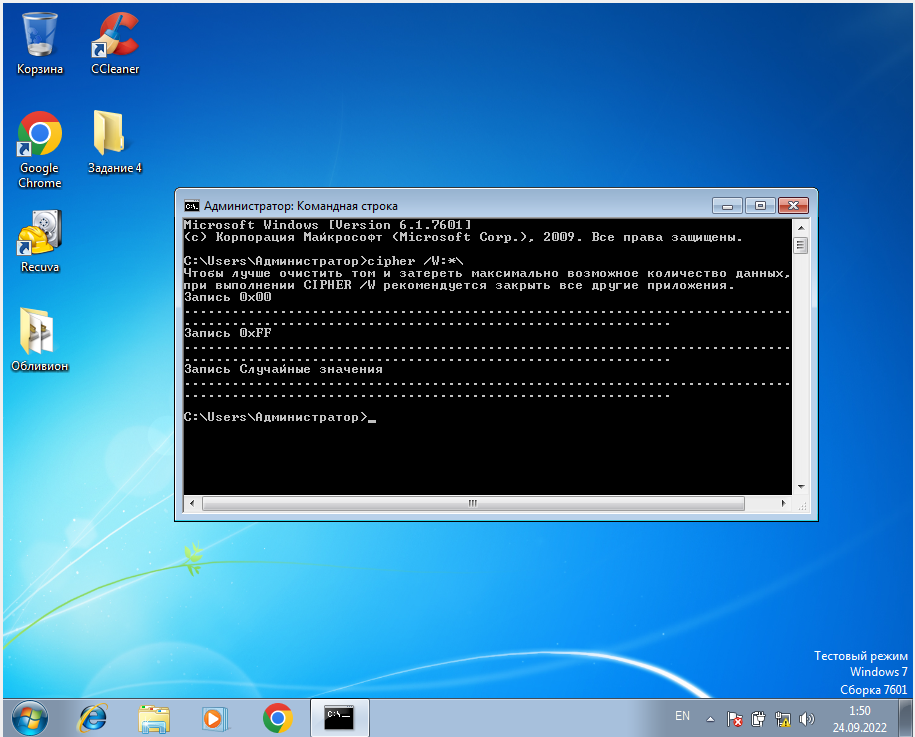 Корзина
CCleaner
Google
Chrome
Задание 4
Recuva
Обливион
Администратор: Командная строка
Microsoft Windows [Version 6.1.7601]
(c) Корпорация Майкрософт (Microsoft Corp.), 2009. Все права защищены.
C:\Users\Администратор>cipher /W:*\
Чтобы лучше очистить том и затереть максимально возможное количество данных,
при выполнении CIPHER /W рекомендуется закрыть все другие приложения.
Запись 0x00
............................................................................
.............................................................
Запись 0xFF
............................................................................
.............................................................
Запись Случайные значения
............................................................................
.............................................................
C:\Users\Администратор>_
Тестовый режим
Windows 7
Сборка 7601
C:\_
EN
1:50
24.09.2022